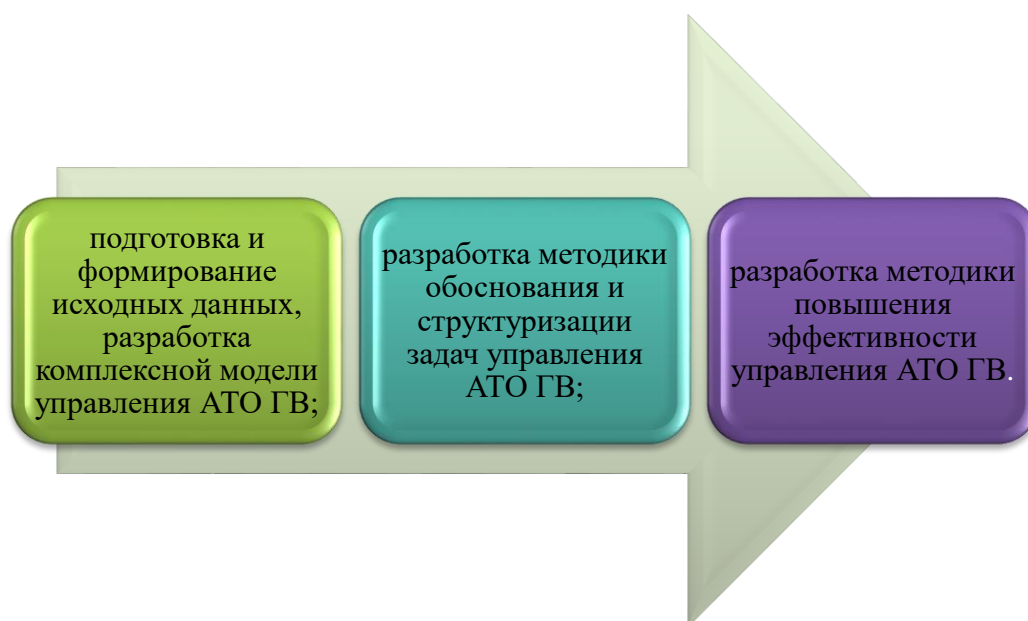 подготовка и
формирование
исходных данных,
разработка
комплексной модели
управления АТО ГВ;
разработка методики
обоснования и
структуризации
задач управления
АТО ГВ;
разработка методики
повышения
эффективности
управления АТО ГВ.